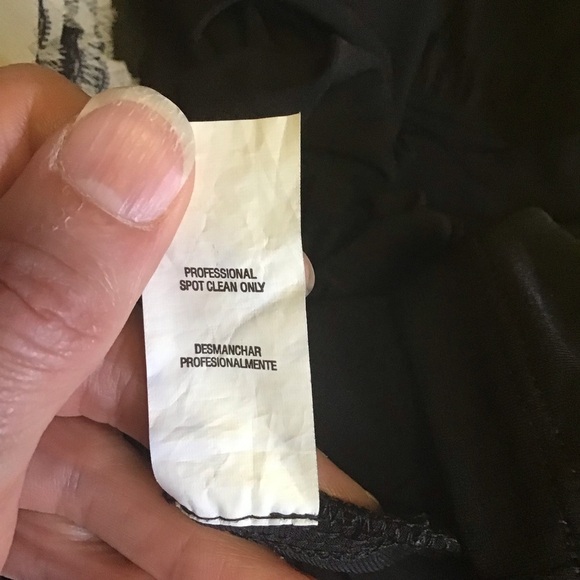 PROFESSIONAL
SPOT CLEAN ONLY
DESMANCHAR
PROFESIONALMENTE